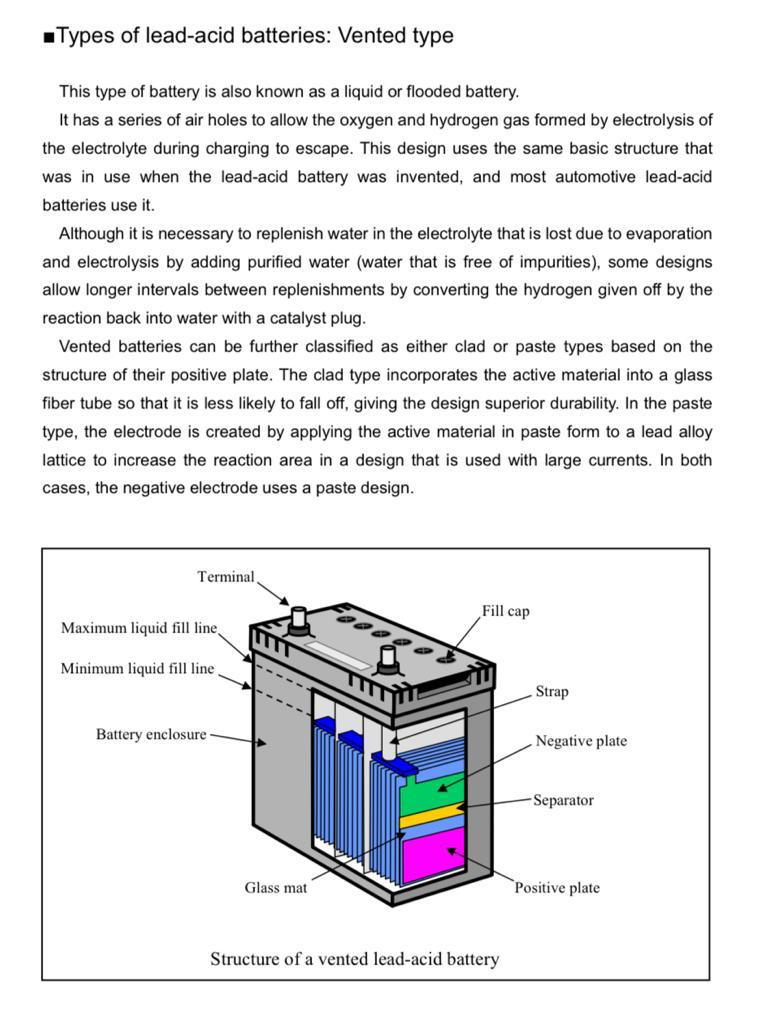 ■Types of lead-acid batteries: Vented type
This type of battery is also known as a liquid or flooded battery.
It has a series of air holes to allow the oxygen and hydrogen gas formed by electrolysis of
the electrolyte during charging to escape. This design uses the same basic structure that
was in use when the lead-acid battery was invented, and most automotive lead-acid
batteries use it.
Although it is necessary to replenish water in the electrolyte that is lost due to evaporation
and electrolysis by adding purified water (water that is free of impurities), some designs
allow longer intervals between replenishments by converting the hydrogen given off by the
reaction back into water with a catalyst plug.
Vented batteries can be further classified as either clad or paste types based on the
structure of their positive plate. The clad type incorporates the active material into a glass
fiber tube so that it is less likely to fall off, giving the design superior durability. In the paste
type, the electrode is created by applying the active material in paste form to a lead alloy
lattice to increase the reaction area in a design that is used with large currents. In both
cases, the negative electrode uses a paste design.
Terminal
Fill cap
Maximum liquid fill line
Minimum liquid fill line
Strap
Battery enclosure
Negative plate
Separator
Glass mat
Positive plate
Structure of a vented lead-acid battery